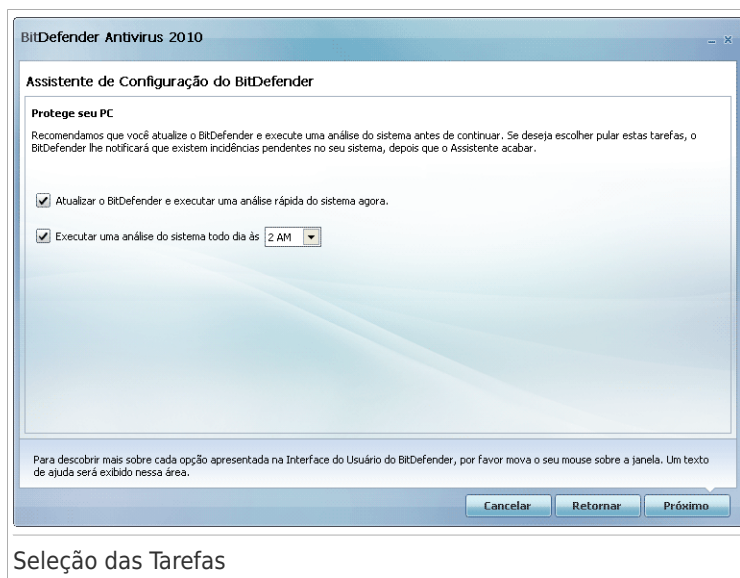 BitDefender Antivirus 2010
Assistente de Configuração do BitDefender
Protege seu PC
Recomendamos que você atualize o BitDefender e execute uma análise do sistema antes de continuar. Se deseja escolher pular estas tarefas, o
BitDefender lhe notificará que existem incidências pendentes no seu sistema, depois que o Assistente acabar.
Atualizar o BitDefender e executar uma análise rápida do sistema agora.
Executar uma análise do sistema todo dia às 2 AM
Para descobrir mais sobre cada opção apresentada na Interface do Usuário do BitDefender, por favor mova o seu mouse sobre a janela. Um texto
de ajuda será exibido nessa área.
Cancelar Retornar Próximo
Seleção das Tarefas